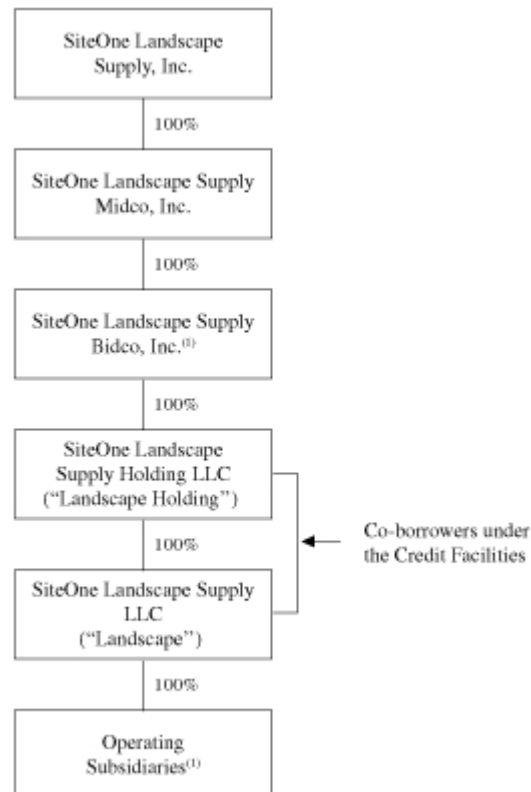 SiteOne Landscape
Supply, Inc.
100%
SiteOne Landscape Supply
Midco, Inc.
100%
SiteOne Landscape Supply
Bidco, Inc.(1)
100%
SiteOne Landscape
Supply Holding LLC
(“Landscape Holding”)
100%
Co-borrowers under
the Credit Facilities
SiteOne Landscape Supply
LLC
(“Landscape”)
100%
Operating
Subsidiaries(1)